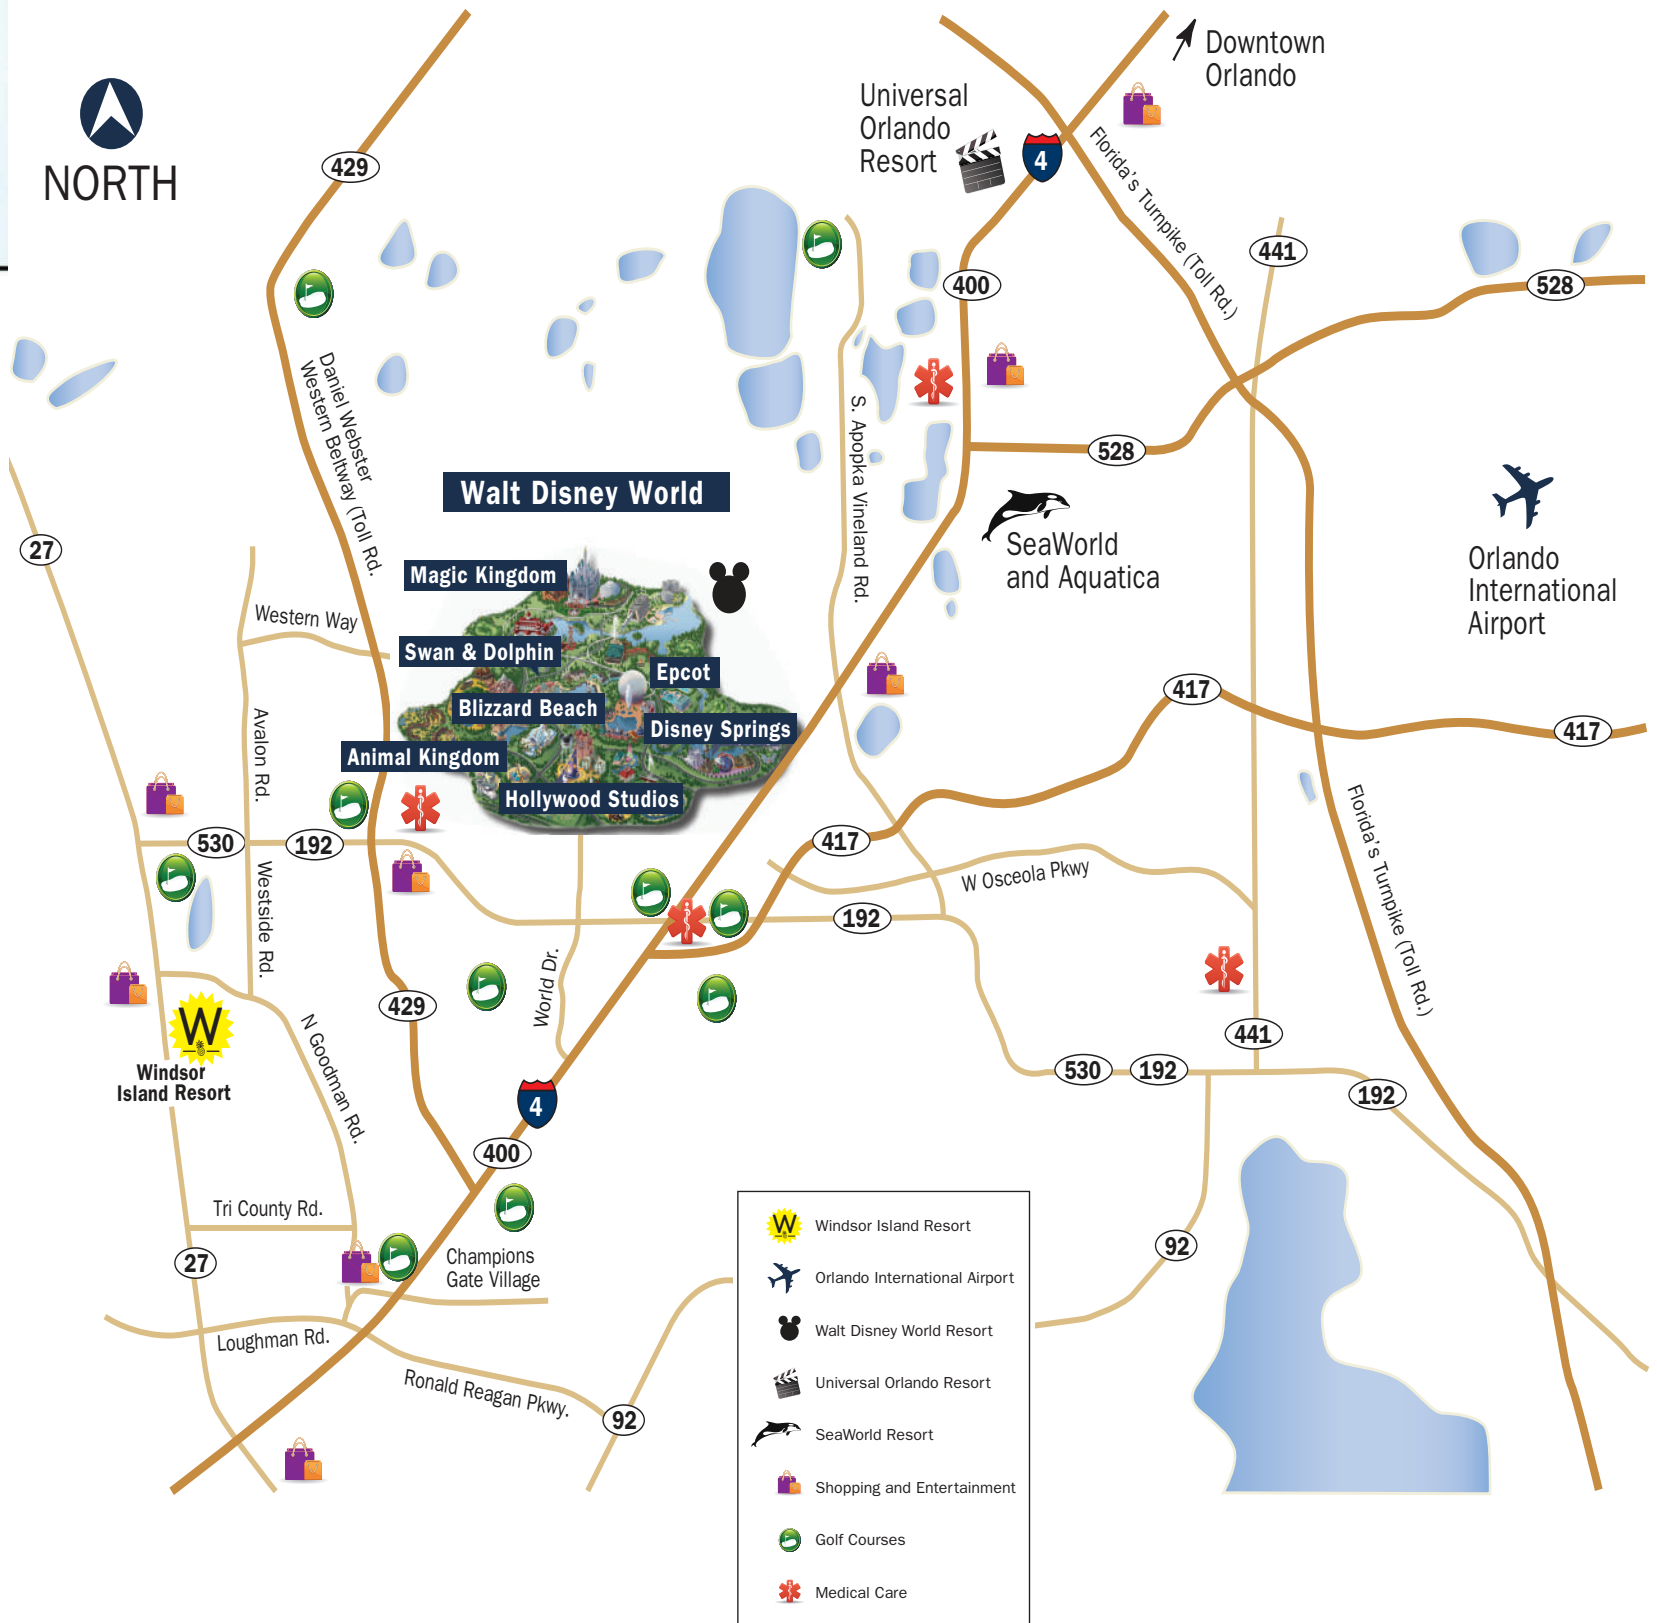 NORTH
429
Downtown
Orlando
Universal
Orlando
Resort
4
Florida's Turnpike (Toll Rd.)
441
528
400
Daniel Webster
Western Beltway (Toll Rd.
S. Apopka Vineland Rd.
528
Walt Disney World
27
SeaWorld
and Aquatica
Orlando
International
Airport
Magic Kingdom
Western Way
Swan & Dolphin
Epcot
417
Blizzard Beach
Disney Springs
417
Avalon Rd.
Animal Kingdom
Hollywood Studios
530
192
417
Florida's Turnpike (Toll Rd.)
Westside Rd.
W Osceola Pkwy
192
World Dr.
429
W
Windsor
Island Resort
N Goodman Rd.
441
530
192
192
4
400
Tri County Rd.
27
Champions
Gate Village
92
Loughman Rd.
Ronald Reagan Pkwy.
92
W
Windsor Island Resort
Orlando International Airport
Walt Disney World Resort
Universal Orlando Resort
SeaWorld Resort
Shopping and Entertainment
Golf Courses
Medical Care